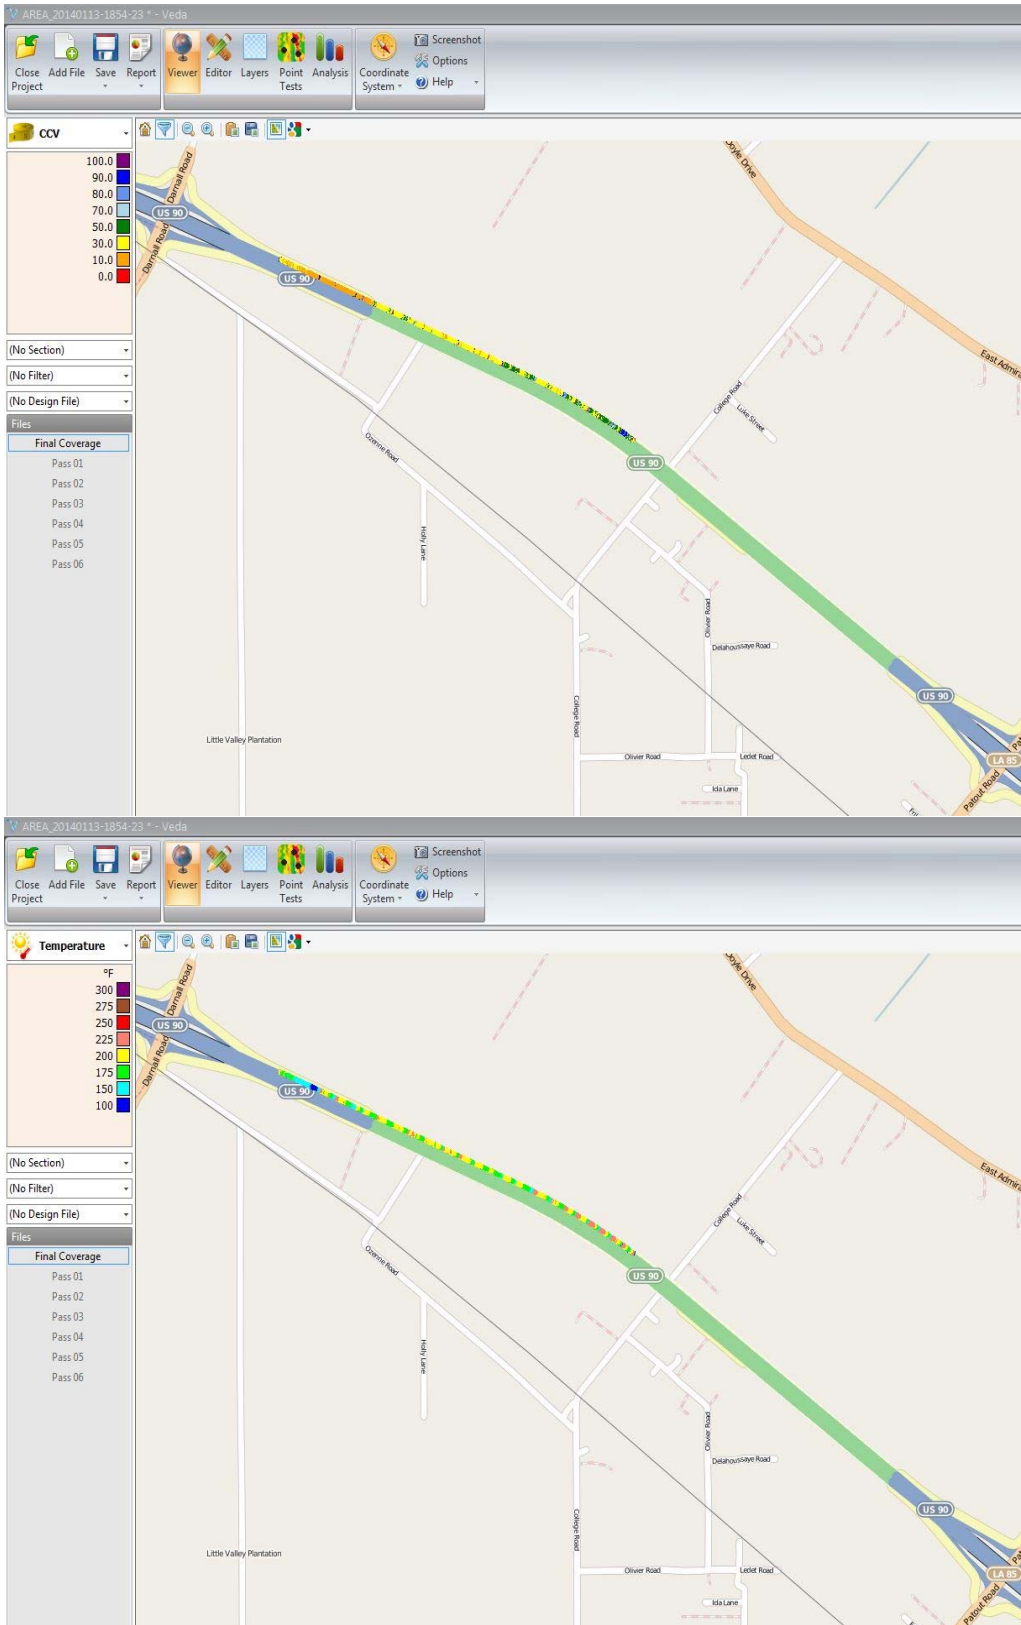 AREA_20140113-1854-23 * - Veda
Close Project
Add File
Save
Report
Viewer
Editor
Layers
Point Tests
Analysis
Coordinate System
Screenshot
Options
Help
CCV
100.0
90.0
80.0
70.0
50.0
30.0
10.0
0.0
(No Section)
(No Filter)
(No Design File)
Files
Final Coverage
Pass 01
Pass 02
Pass 03
Pass 04
Pass 05
Pass 06
Darnall Road
US 90
Darnall Road
US 90
oyle Drive
East Admira
College Road
Luke Street
US 90
Ozenne Road
Holly Lane
Olivier Road
Delahoussaye Road
College Road
US 90
Little Valley Plantation
Olivier Road
Ledet Road
LA 85
Ida Lane
Patout Road
AREA_20140113-1854-23 * - Veda
Close Project
Add File
Save
Report
Viewer
Editor
Layers
Point Tests
Analysis
Coordinate System
Screenshot
Options
Help
Temperature
°F
300
275
250
225
200
175
150
100
(No Section)
(No Filter)
(No Design File)
Files
Final Coverage
Pass 01
Pass 02
Pass 03
Pass 04
Pass 05
Pass 06
Darnall Road
US 90
Darnall Road
US 90
oyle Drive
East Admira
College Road
Luke Street
US 90
Ozenne Road
Holly Lane
Olivier Road
Delahoussaye Road
College Road
US 90
Little Valley Plantation
Olivier Road
Ledet Road
LA 85
Ida Lane
Patout Road